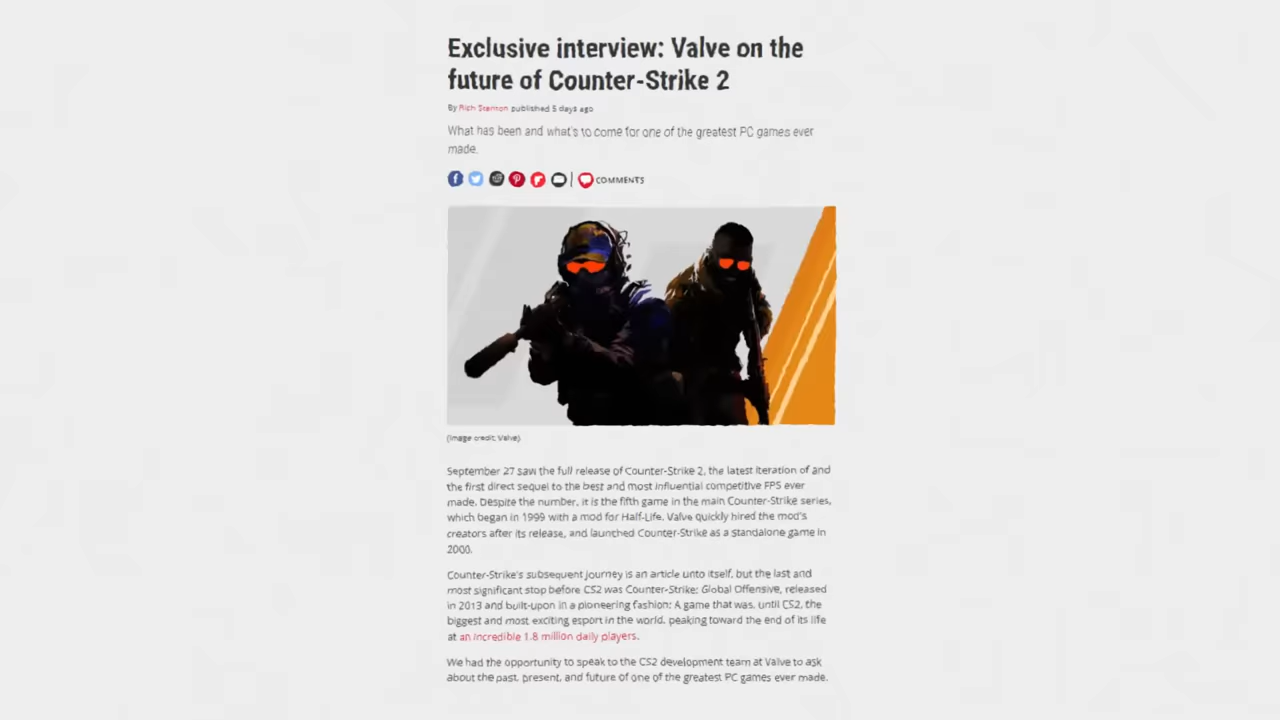 Exclusive interview: Valve on the
future of Counter-Strike 2
By Rich Stanton published 5 days ago
What has been and what's to come for one of the greatest PC games ever
made.
COMMENTS
(Image credit: Valve)
September 27 saw the full release of Counter-Strike 2, the latest iteration of and
the first direct sequel to the best and most influential competitive FPS ever
made. Despite the number, it is the fifth game in the main Counter-Strike series,
which began in 1999 with a mod for Half-Life. Valve quickly hired the mod's
creators after its release, and launched Counter-Strike as a standalone game in
2000.
Counter-Strike's subsequent journey is an article unto itself, but the last and
most significant stop before CS2 was Counter-Strike: Global Offensive, released
in 2013 and built-upon in a pioneering fashion: A game that was, until CS2, the
biggest and most exciting esport in the world, peaking toward the end of its life
at an incredible 1.8 million daily players.
We had the opportunity to speak to the CS2 development team at Valve to ask
about the past, present, and future of one of the greatest PC games ever made.